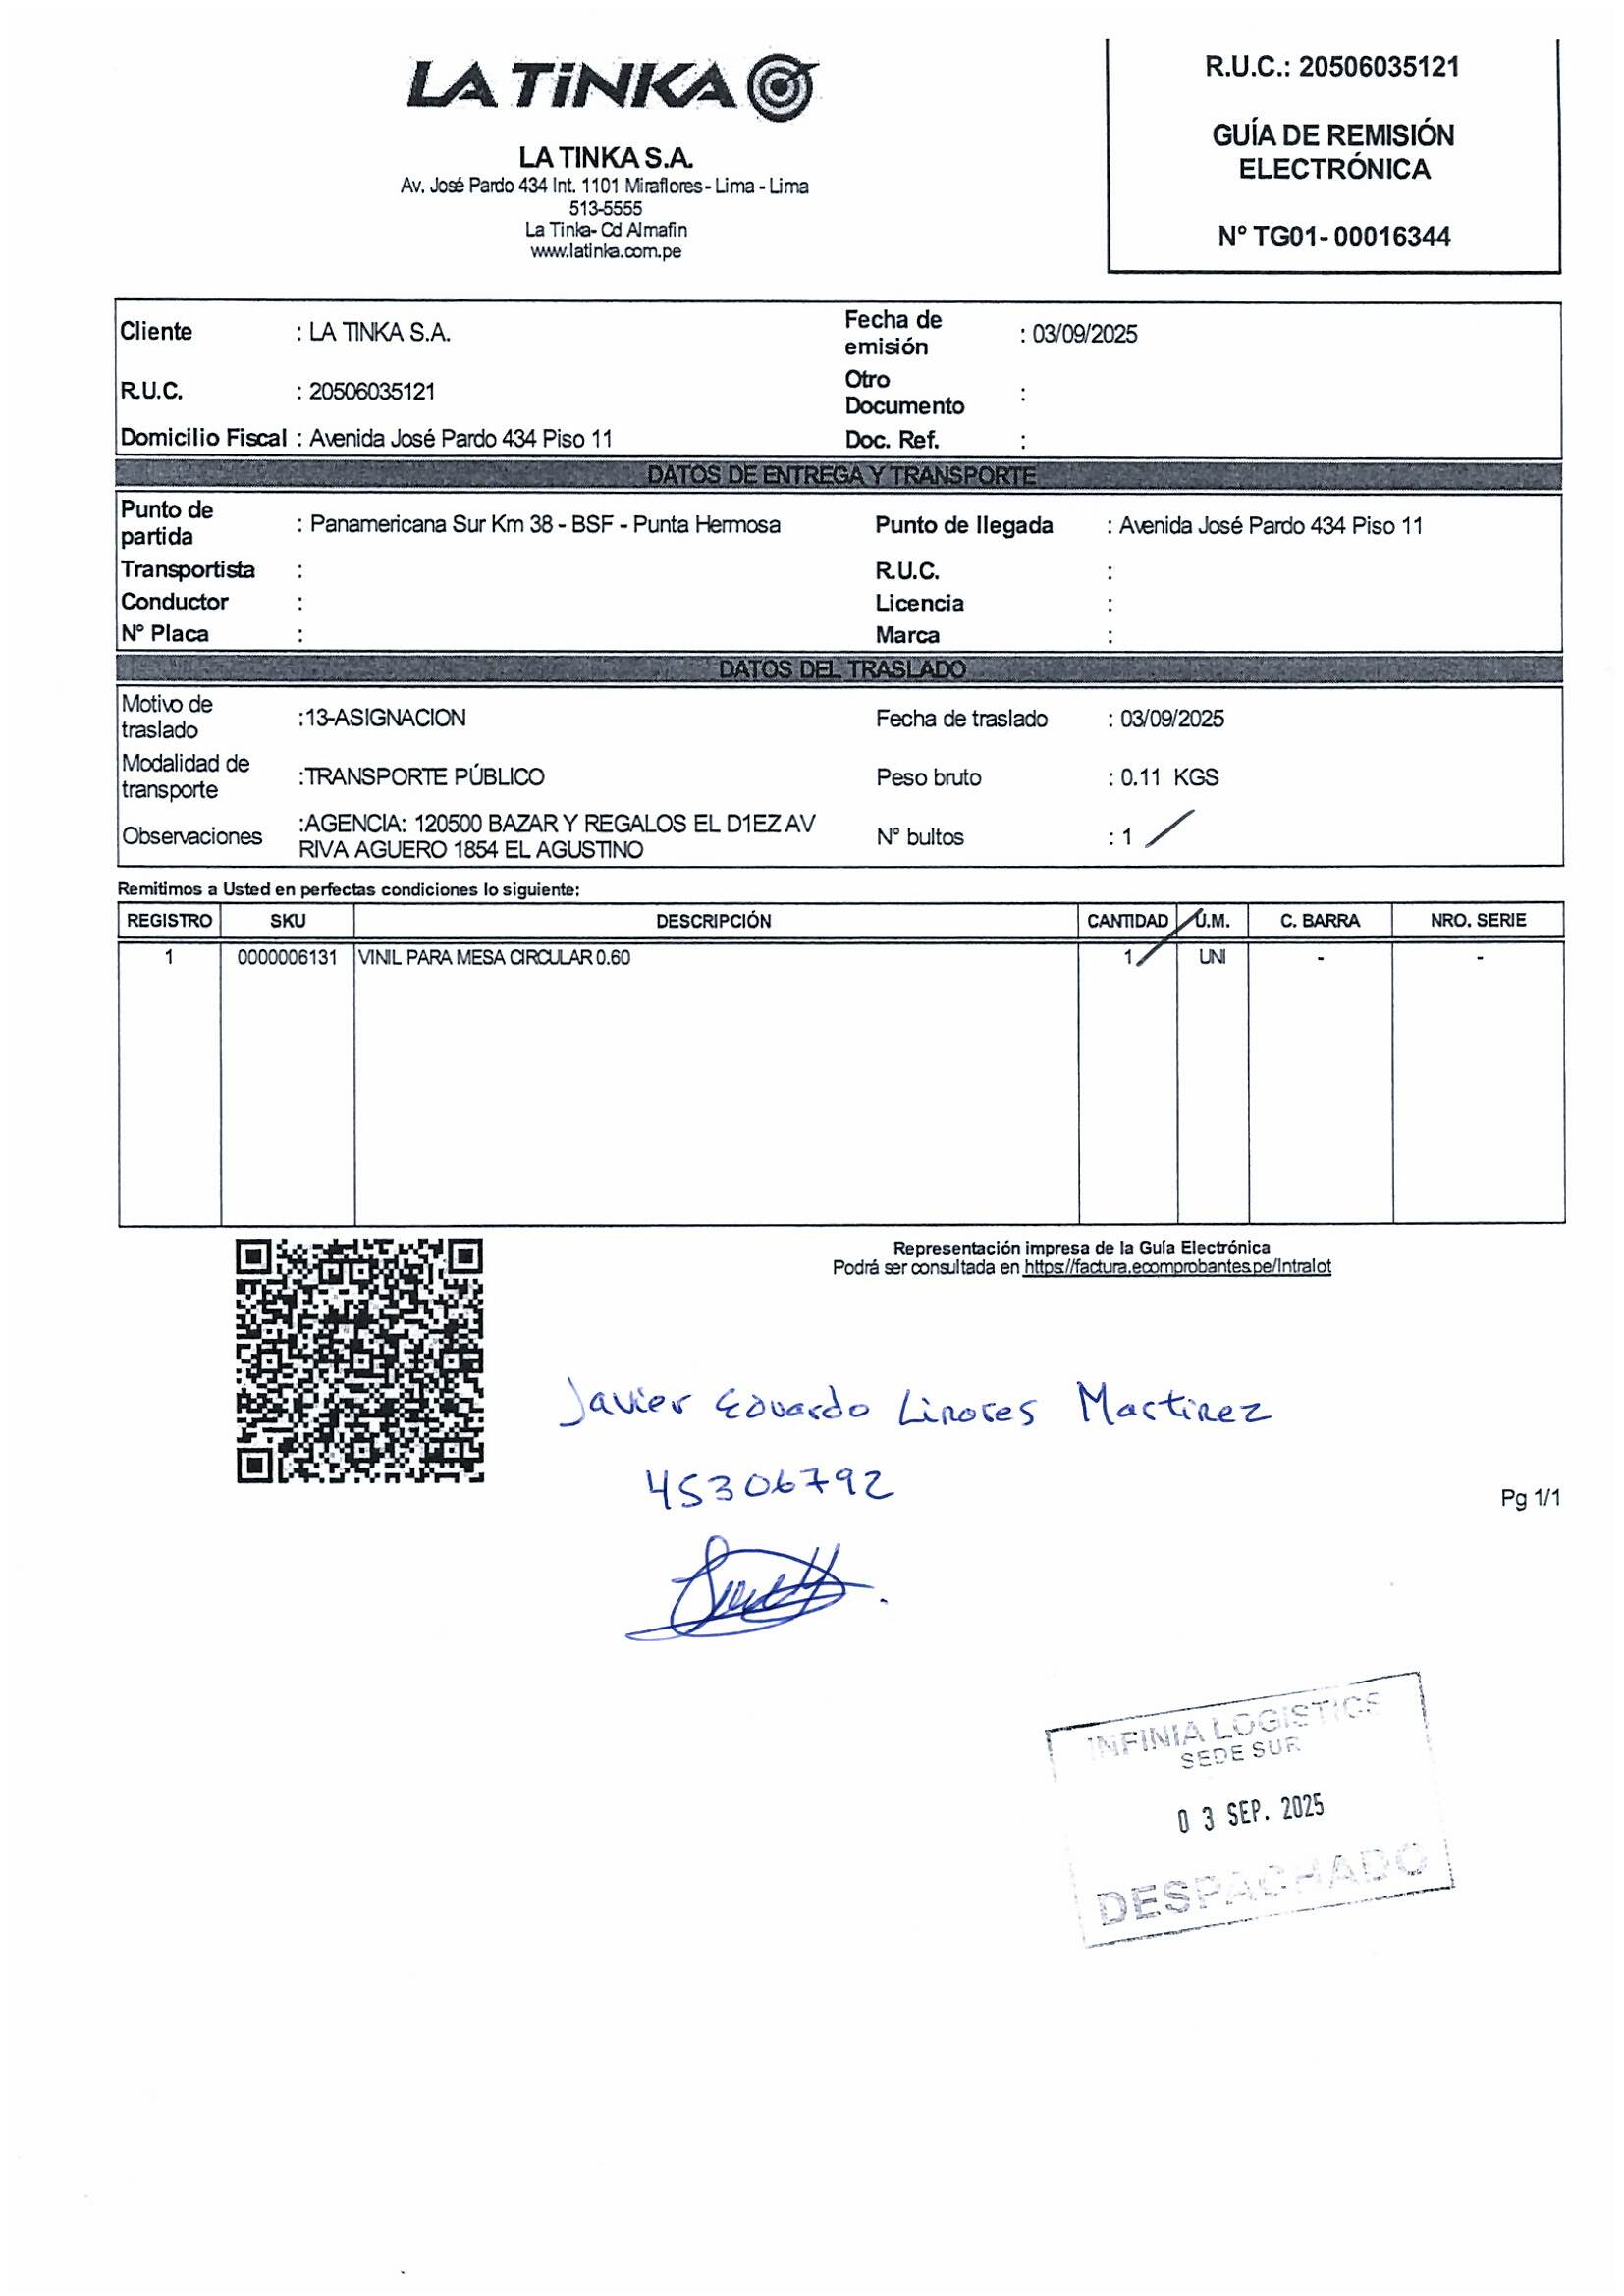 LA TiNKA
R.U.C.: 20506035121
GUÍA DE REMISIÓN
ELECTRÓNICA
N° TG01- 00016344
LA TINKA S.A.
Av. José Pardo 434 Int. 1101 Miraflores - Lima - Lima
513-5555
La Tinka- Cd Almafin
www.latinka.com.pe
Cliente : LA TINKA S.A. Fecha de emisión : 03/09/2025
R.U.C. : 20506035121 Otro Documento :
Domicilio Fiscal : Avenida José Pardo 434 Piso 11 Doc. Ref. :
DATOS DE ENTREGA Y TRANSPORTE
Punto de partida : Panamericana Sur Km 38 - BSF - Punta Hermosa Punto de llegada : Avenida José Pardo 434 Piso 11
Transportista : R.U.C. :
Conductor : Licencia :
N° Placa : Marca :
DATOS DEL TRASLADO
Motivo de traslado :13-ASIGNACION Fecha de traslado : 03/09/2025
Modalidad de transporte :TRANSPORTE PÚBLICO Peso bruto : 0.11 KGS
Observaciones :AGENCIA: 120500 BAZAR Y REGALOS EL D1EZ AV RIVA AGUERO 1854 EL AGUSTINO N° bultos : 1
Remitimos a Usted en perfectas condiciones lo siguiente:
REGISTRO SKU DESCRIPCIÓN CANTIDAD U.M. C. BARRA NRO. SERIE
1 0000006131 VINIL PARA MESA CIRCULAR 0.60 1 UNI - -
Representación impresa de la Guía Electrónica
Podrá ser consultada en https://factura.ecomprobantes.pe/Intralot
Javier Eduardo Linares Martinez
45306792
Pg 1/1
INFINIA LOGISTICS
SEDE SUR
03 SEP. 2025
DESPACHADO